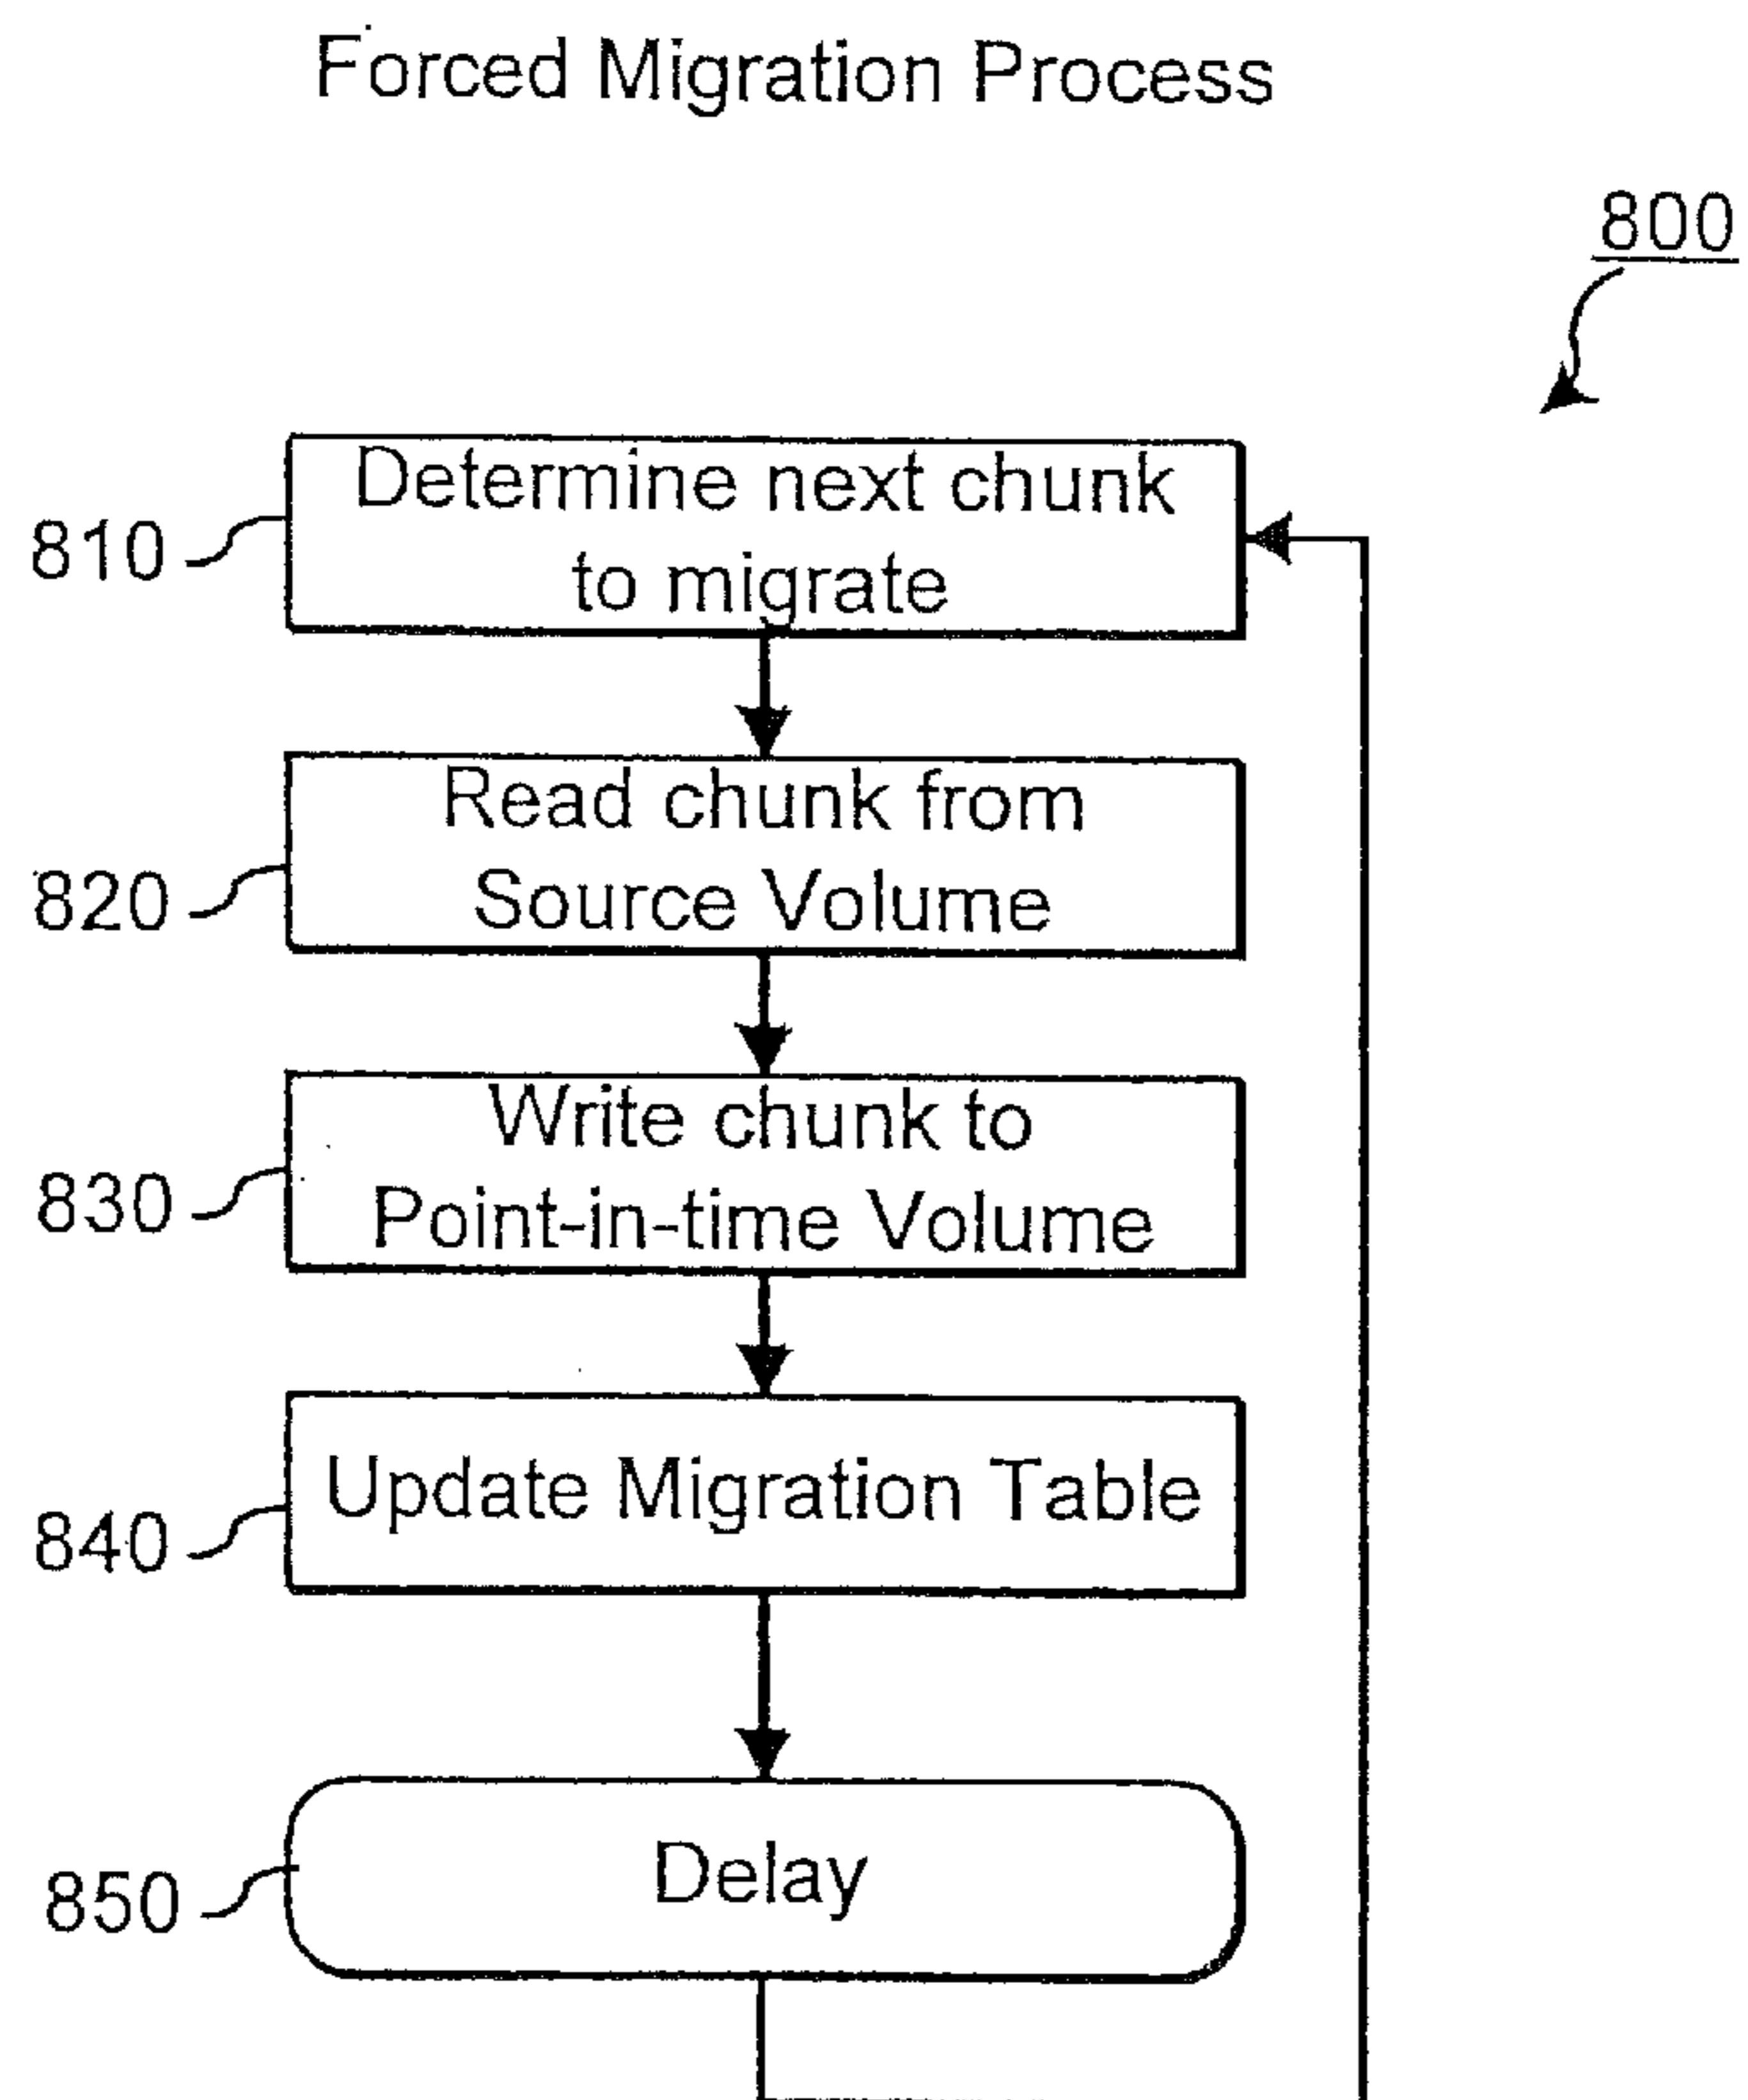 Forced Migration Process
800
Determine next chunk
to migrate
810
Read chunk from
Source Volume
820
Write chunk to
Point-in-time Volume
830
Update Migration Table
840
Delay
850